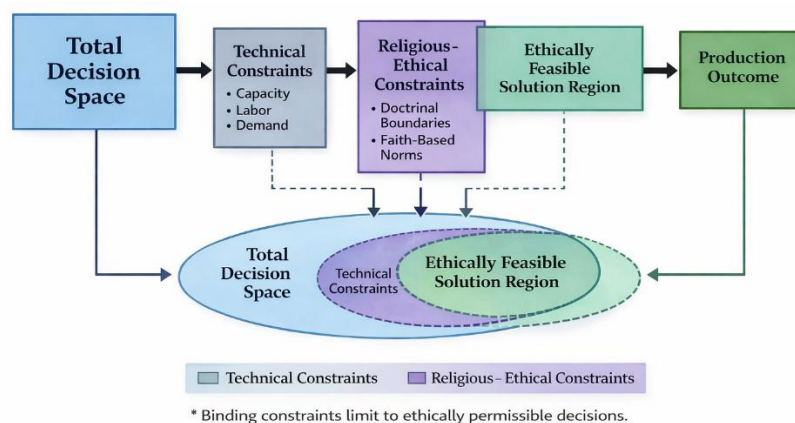 Total
Decision
Space
Technical
Constraints
• Capacity
• Labor
• Demand
Religious–
Ethical
Constraints
• Doctrinal
Boundaries
• Faith-Based
Norms
Ethically
Feasible
Solution Region
Production
Outcome
Total
Decision
Space
Technical
Constraints
Ethically Feasible
Solution Region
Technical Constraints
Religious–Ethical Constraints
* Binding constraints limit to ethically permissible decisions.